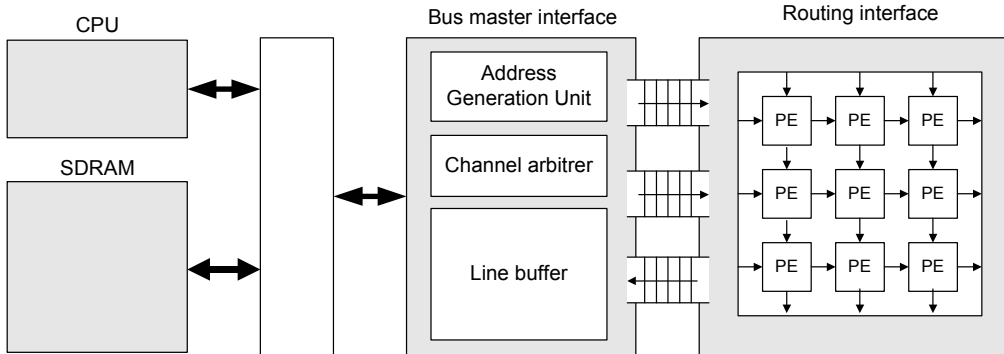 CPU
SDRAM
Bus master interface
Address
Generation Unit
Channel arbitrer
Line buffer
Routing interface
PE PE PE
PE PE PE
PE PE PE